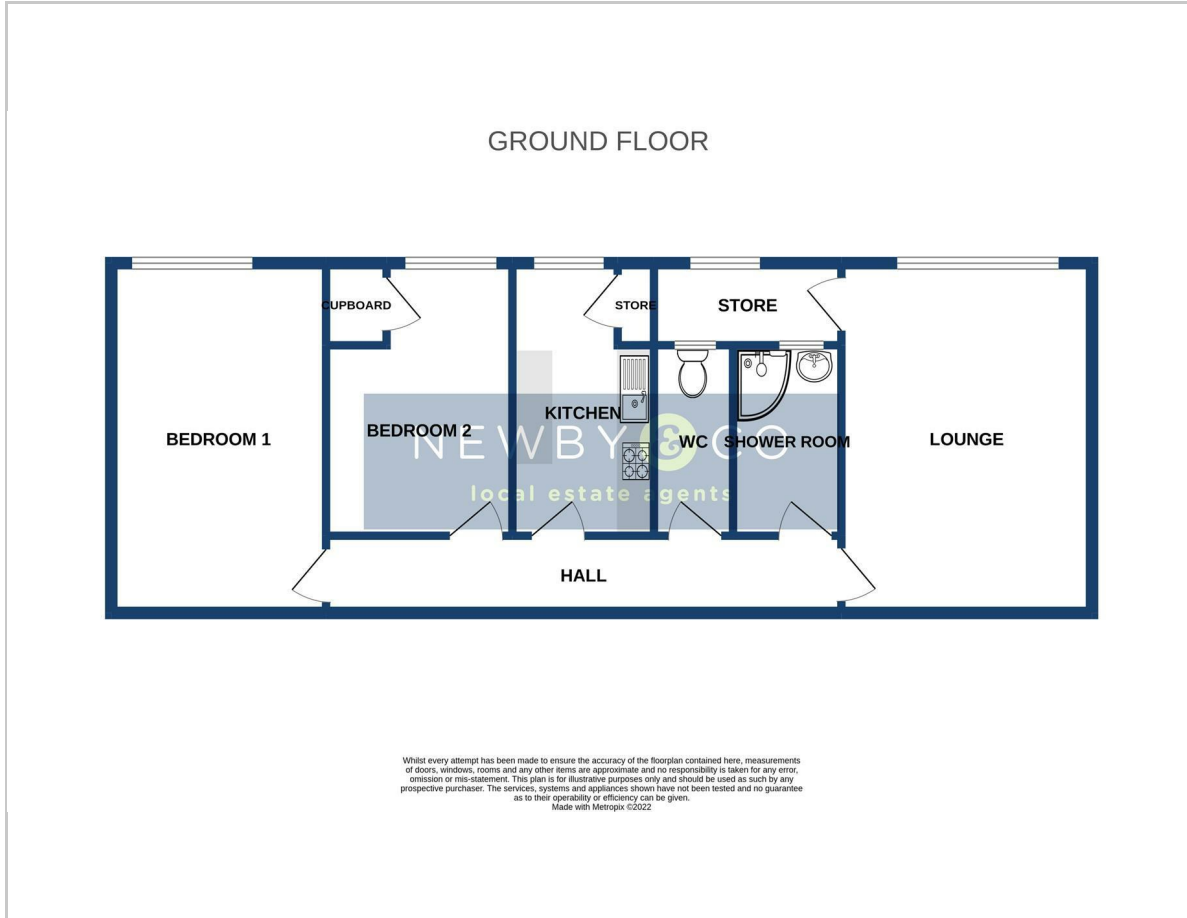 GROUND FLOOR
CUPBOARD
STORE
STORE
BEDROOM 1
BEDROOM 2
KITCHEN
WC
SHOWER ROOM
LOUNGE
NEWBY & CO
local estate agents
HALL
Whilst every attempt has been made to ensure the accuracy of the floorplan contained here, measurements
of doors, windows, rooms and any other items are approximate and no responsibility is taken for any error,
omission or mis-statement. This plan is for illustrative purposes only and should be used as such by any
prospective purchaser. The services, systems and appliances shown have not been tested and no guarantee
as to their operability or efficiency can be given.
Made with Metropix ©2022